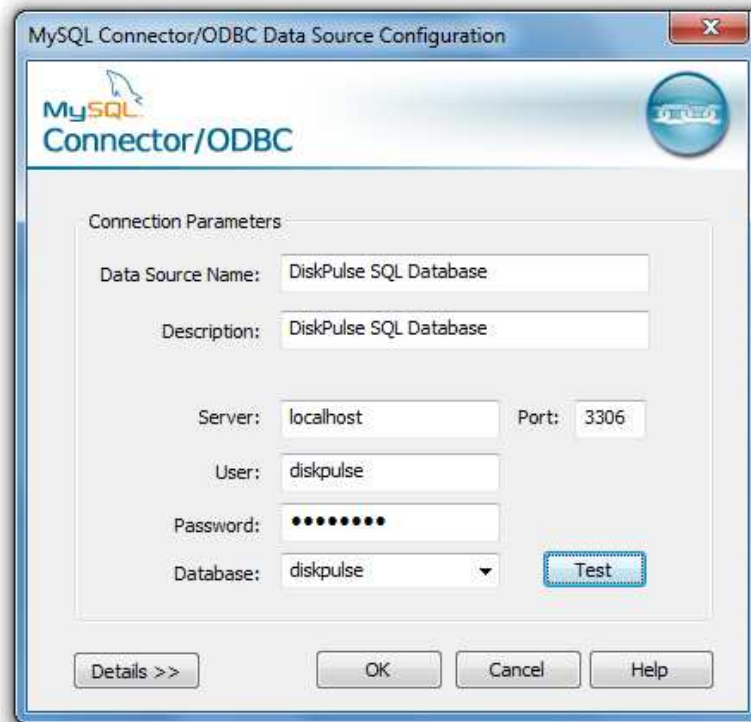 MySQL Connector/ODBC Data Source Configuration
X
MySQL
Connector/ODBC
Connection Parameters
Data Source Name: DiskPulse SQL Database
Description: DiskPulse SQL Database
Server: localhost Port: 3306
User: diskpulse
Password: ●●●●●●●●
Database: diskpulse Test
Details >> OK Cancel Help